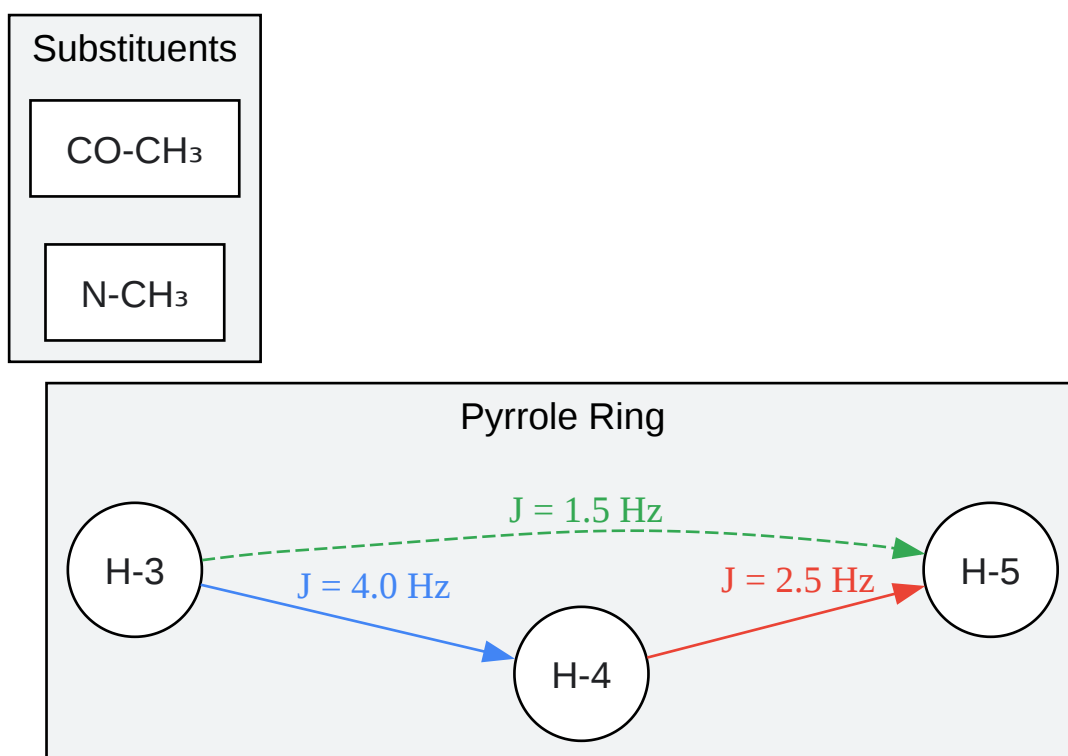 Substituents
CO-CH₃
N-CH₃
Pyrrole Ring
J = 1.5 Hz
H-3
J = 4.0 Hz
J = 2.5 Hz
H-5
H-4